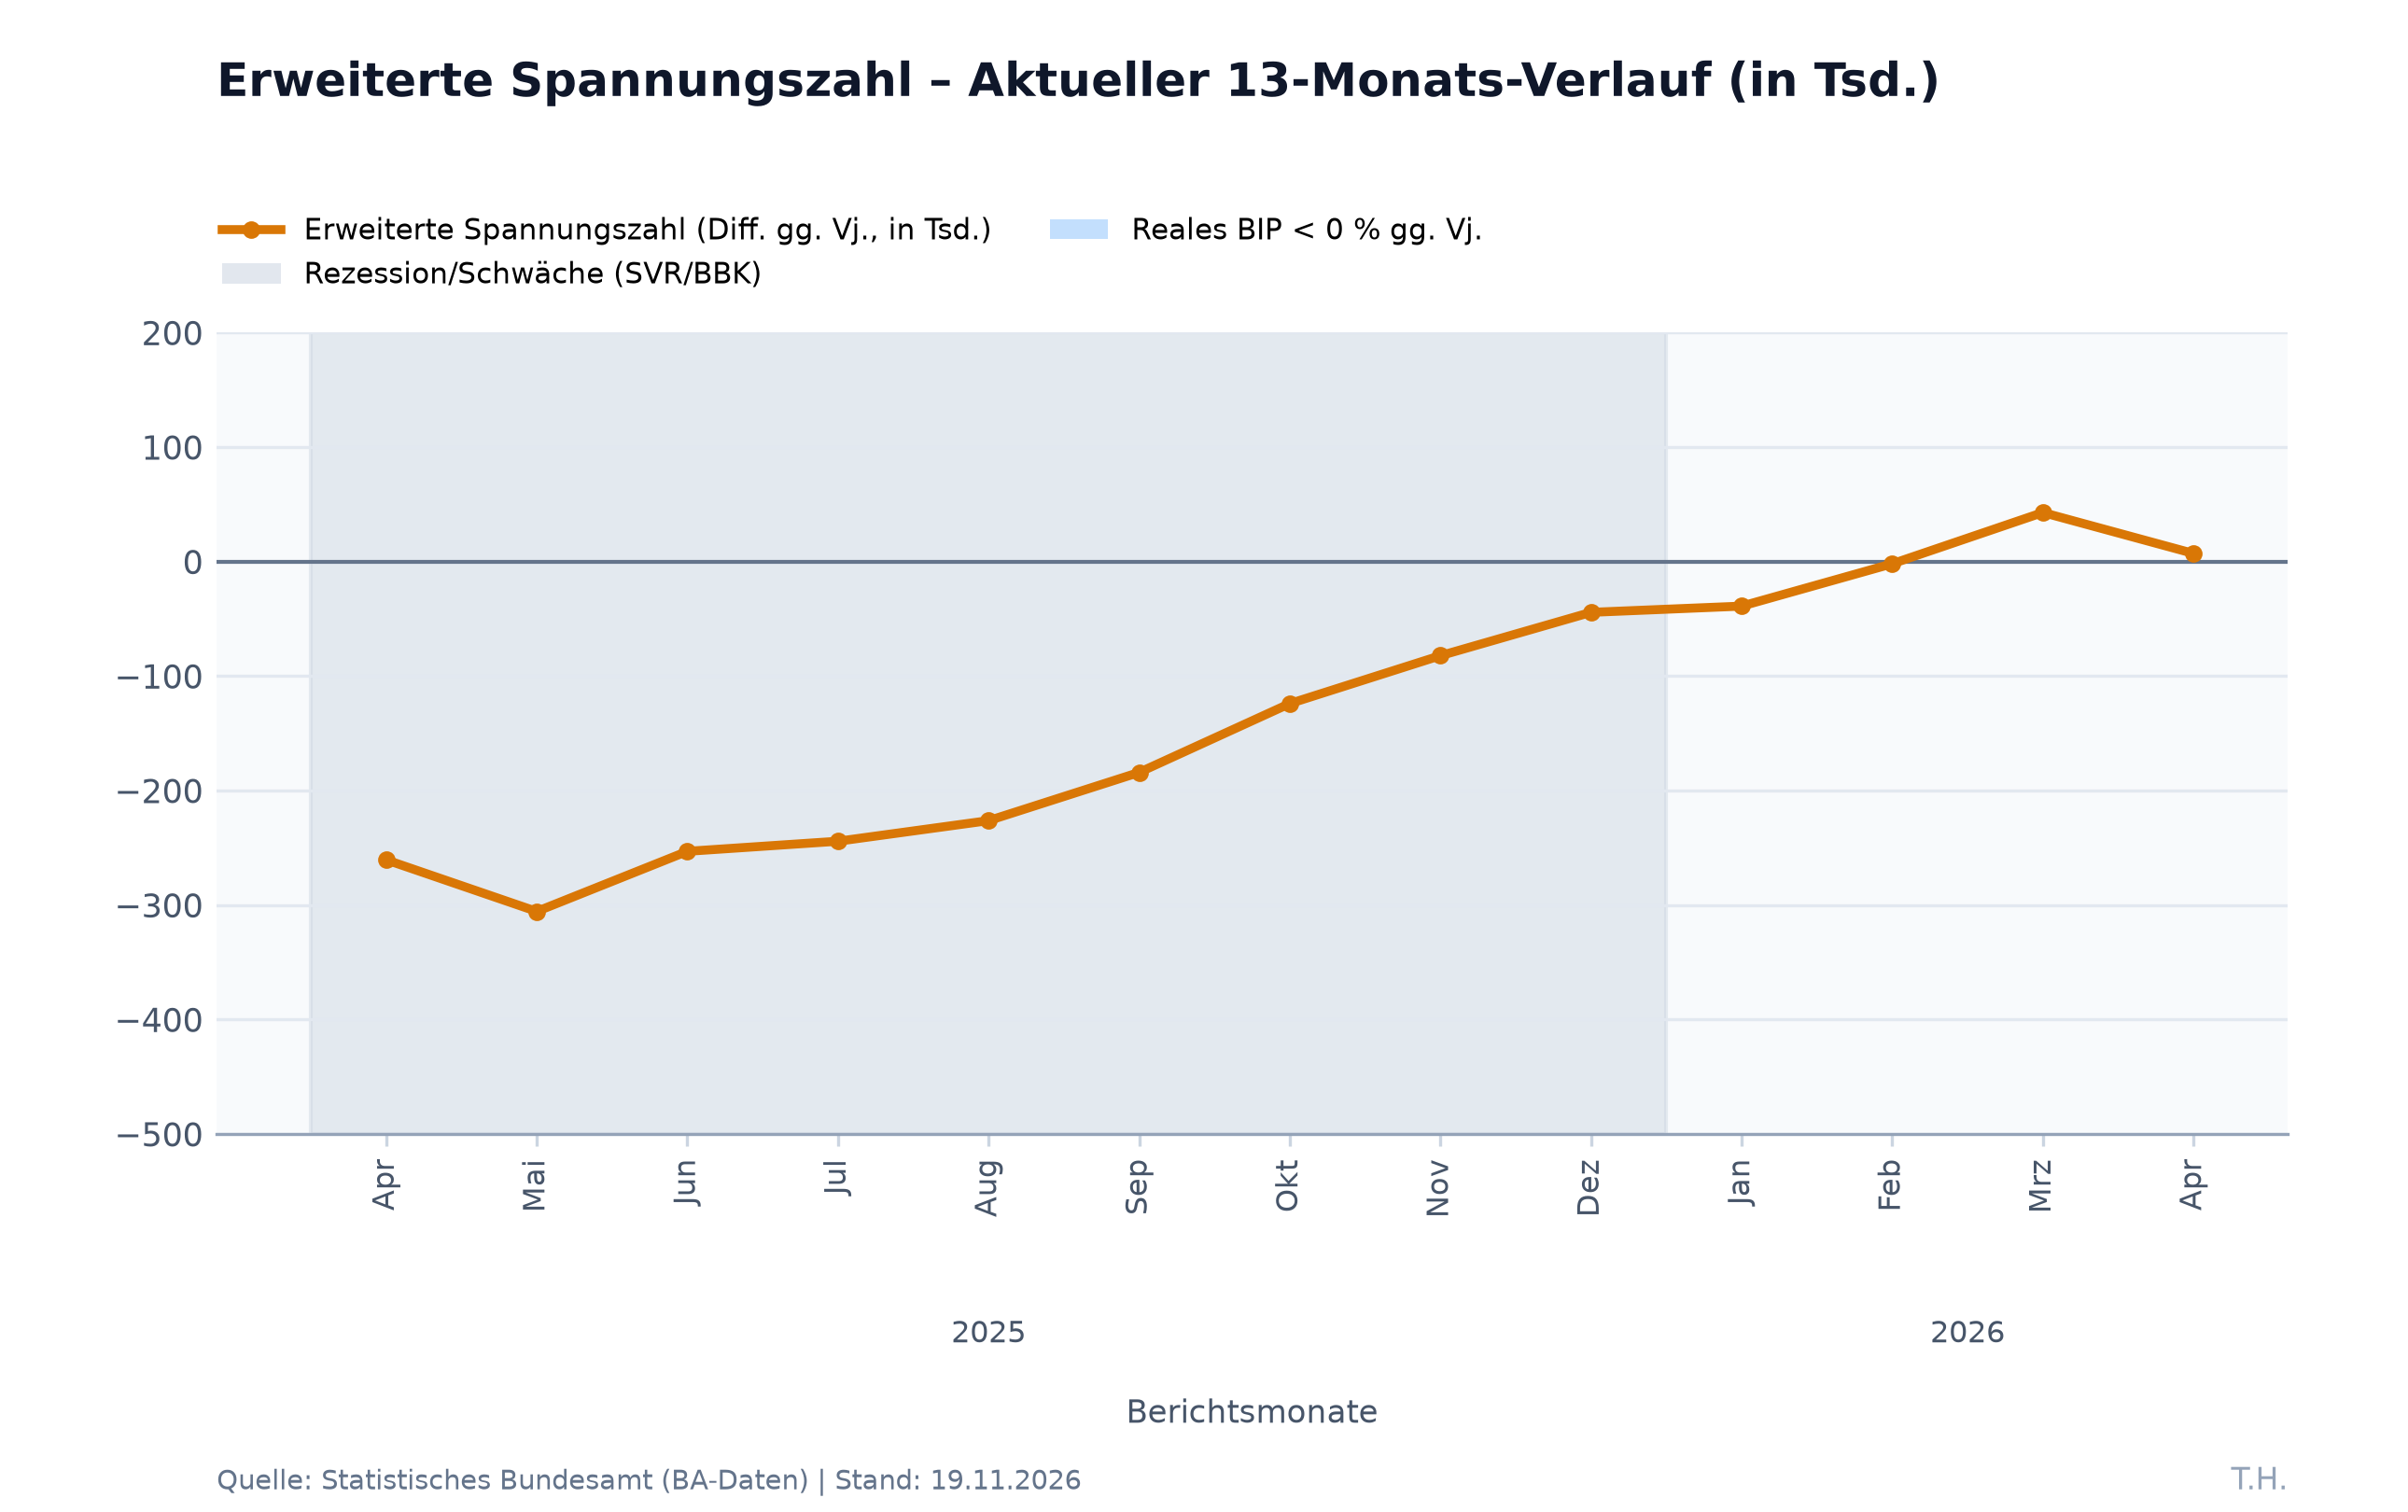 Erweiterte Spannungszahl – Aktueller 13-Monats-Verlauf (in Tsd.)
Erweiterte Spannungszahl (Diff. gg. Vj., in Tsd.)
Reales BIP < 0 % gg. Vj.
Rezession/Schwäche (SVR/BBK)
200
100
0
−100
−200
−300
−400
−500
Apr
Mai
Jun
Jul
Aug
Sep
Okt
Nov
Dez
Jan
Feb
Mrz
Apr
2025
2026
Berichtsmonate
Quelle: Statistisches Bundesamt (BA-Daten) | Stand: 19.11.2026
T.H.